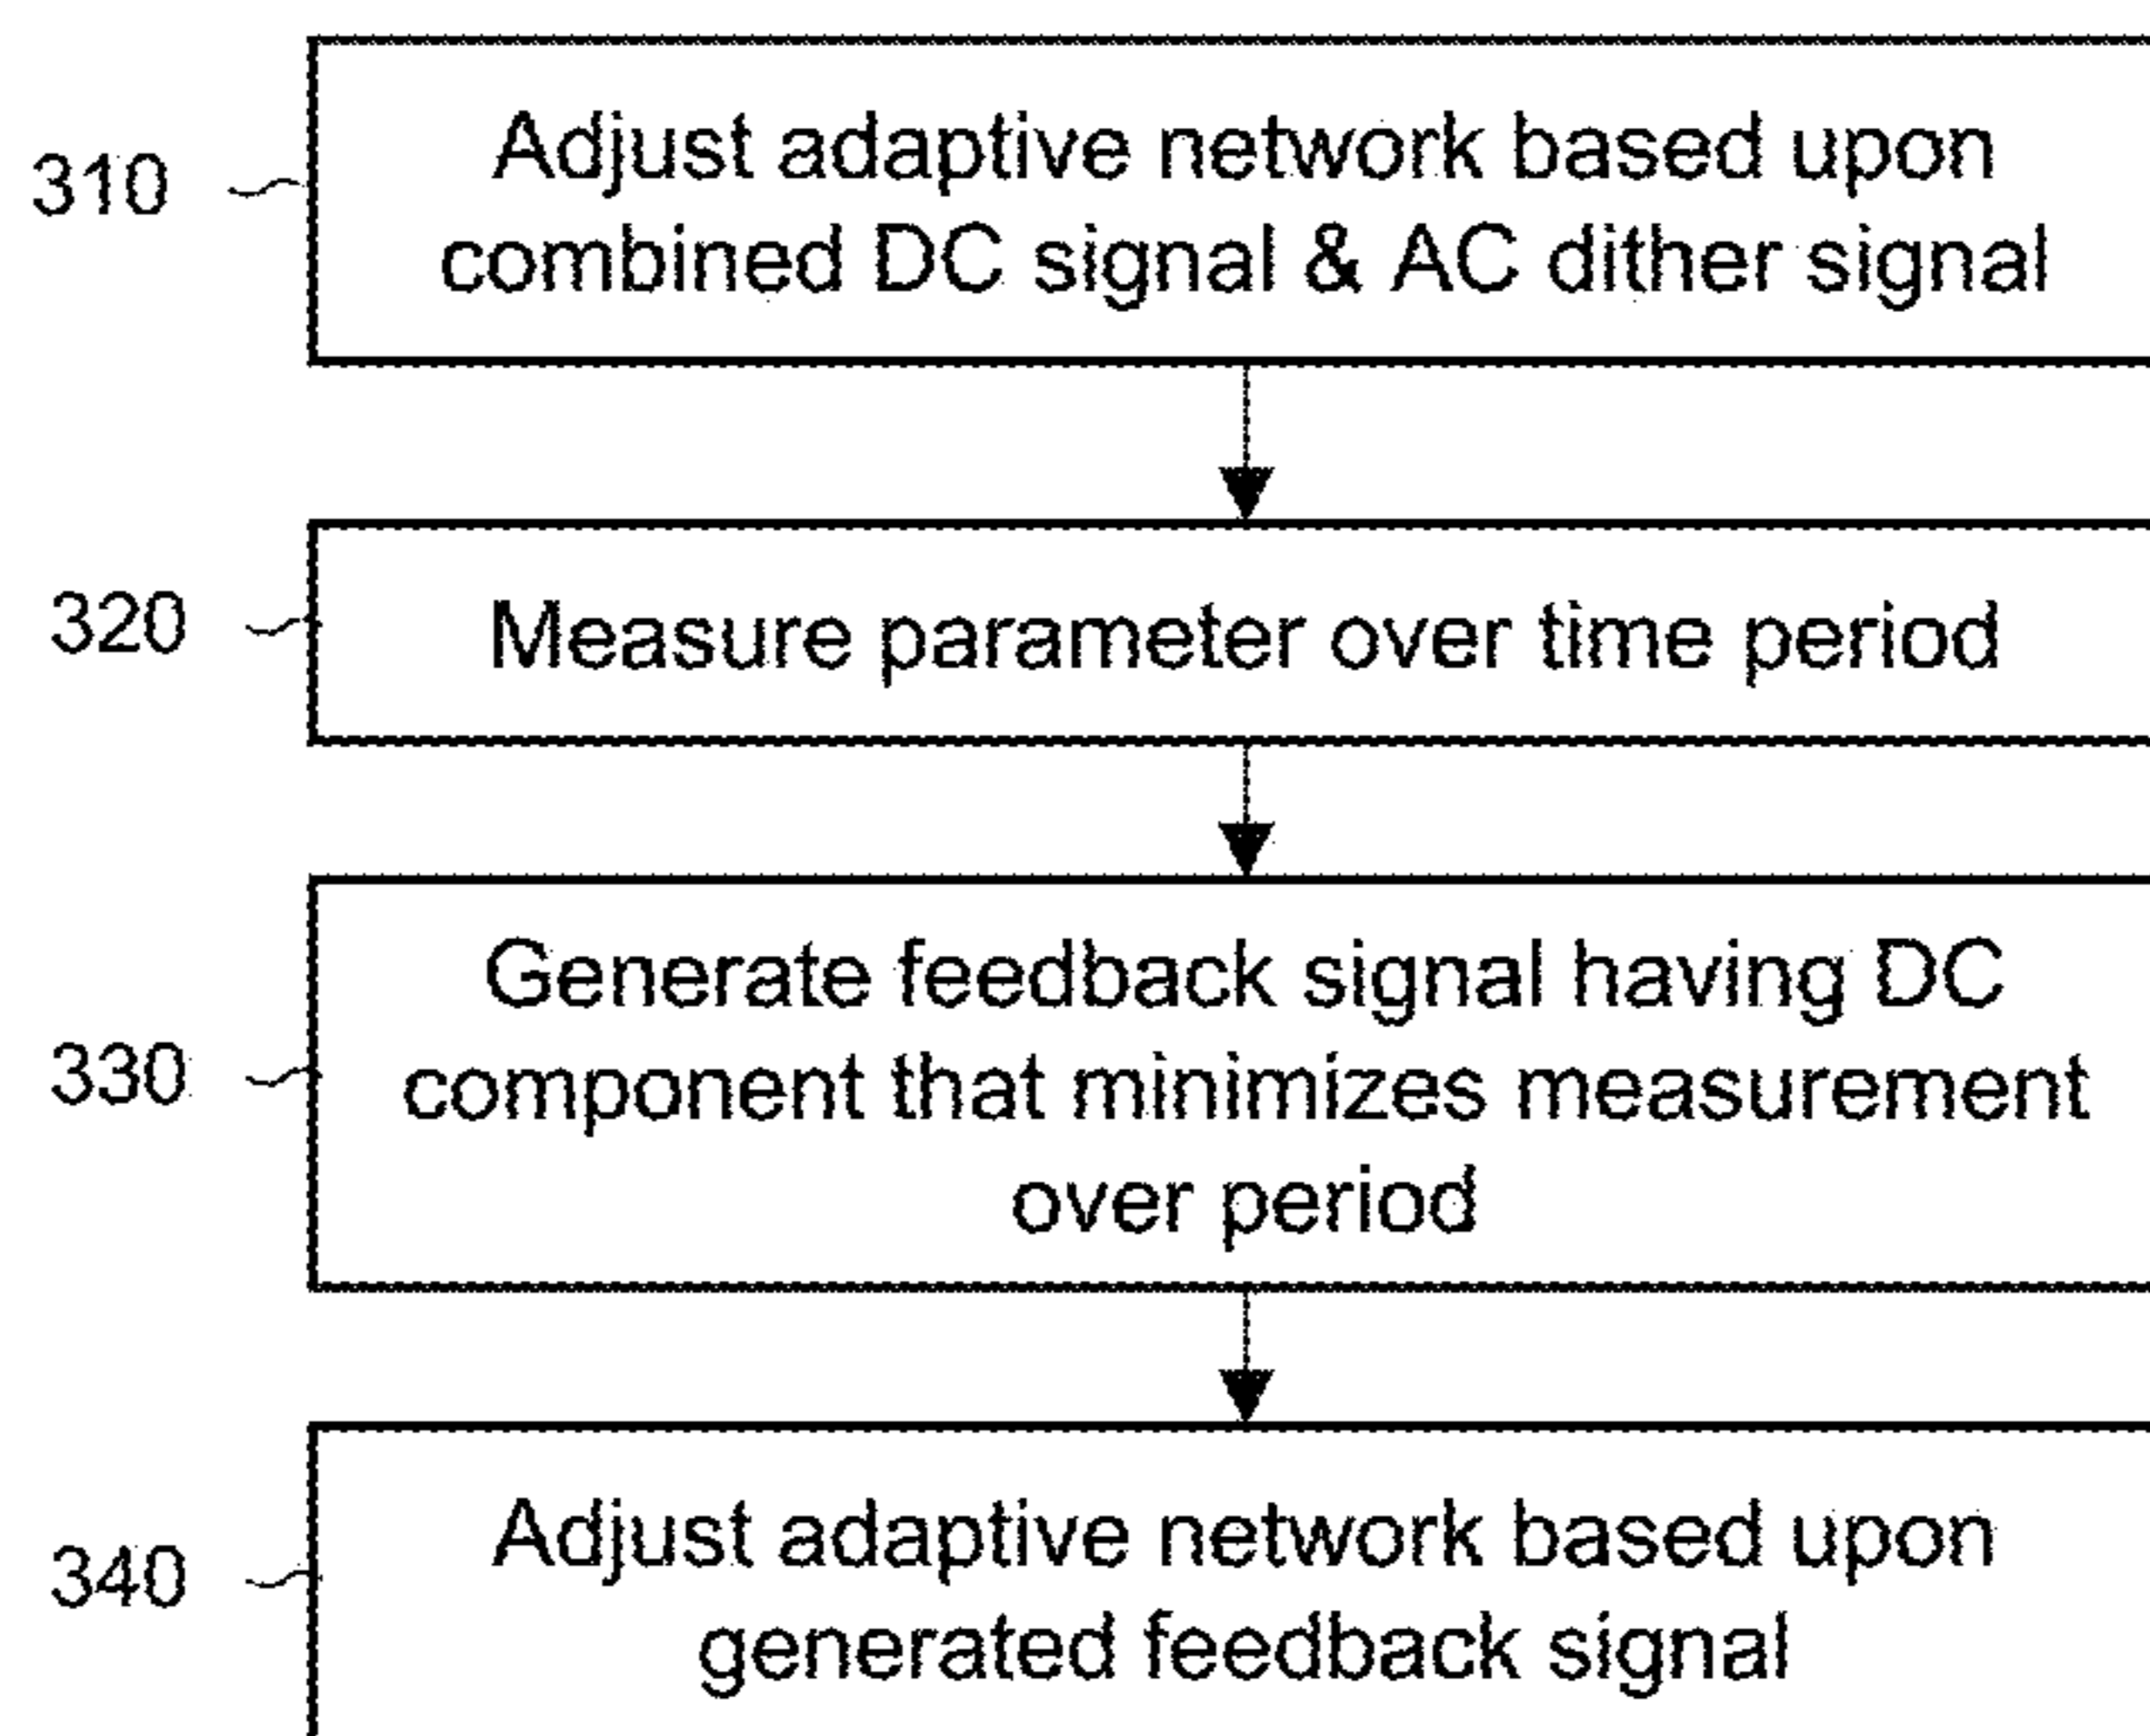 310
Adjust adaptive network based upon
combined DC signal & AC dither signal
320
Measure parameter over time period
330
Generate feedback signal having DC
component that minimizes measurement
over period
340
Adjust adaptive network based upon
generated feedback signal